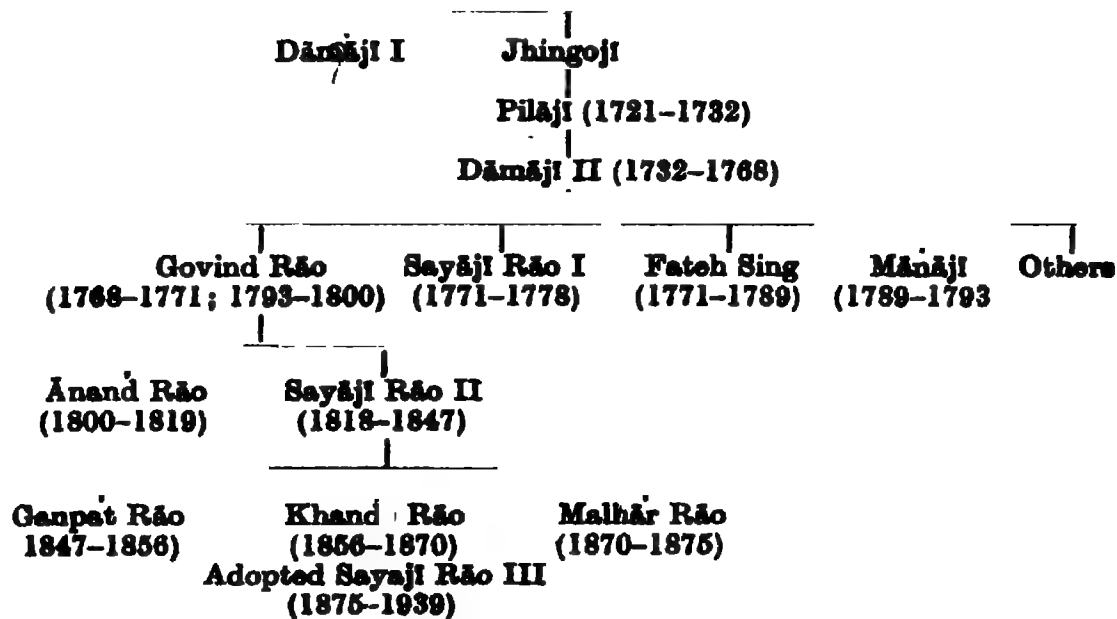 Dāmājī I Jhingojī
Pilājī (1721–1732)
Dāmājī II (1732–1768)
Govind Rāo Sayājī Rāo I Fateh Sing Mānājī Others
(1768–1771; 1793–1800) (1771–1778) (1771–1789) (1789–1793
Ānand Rāo Sayājī Rāo II
(1800–1819) (1818–1847)
Ganpat Rāo Khand Rāo Malhār Rāo
1847–1856) (1856–1870) (1870–1875)
Adopted Sayajī Rāo III
(1875–1939)